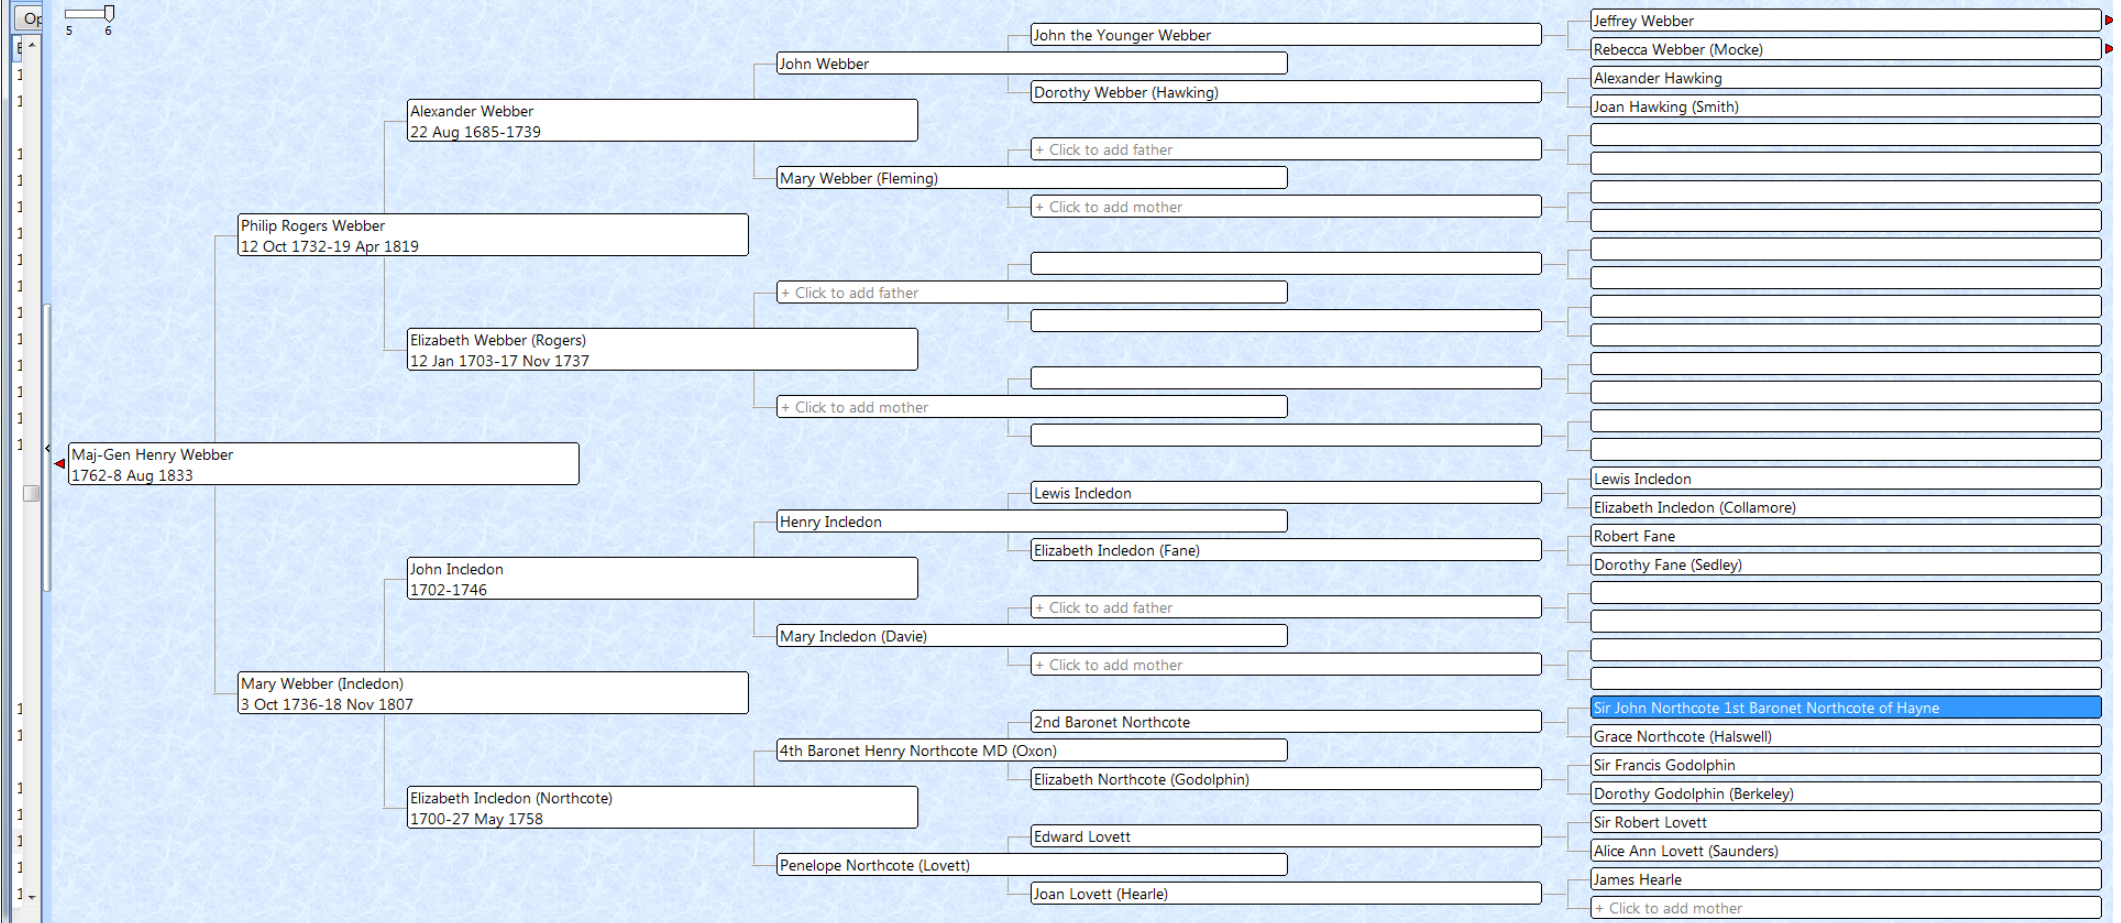 Op
5 6
Maj-Gen Henry Webber
1762-8 Aug 1833
Philip Rogers Webber
12 Oct 1732-19 Apr 1819
Mary Webber (Incledon)
3 Oct 1736-18 Nov 1807
Alexander Webber
22 Aug 1685-1739
Elizabeth Webber (Rogers)
12 Jan 1703-17 Nov 1737
John Incledon
1702-1746
Elizabeth Incledon (Northcote)
1700-27 May 1758
John Webber
Mary Webber (Fleming)
+ Click to add father
+ Click to add mother
Henry Incledon
Mary Incledon (Davie)
4th Baronet Henry Northcote MD (Oxon)
Penelope Northcote (Lovett)
John the Younger Webber
Dorothy Webber (Hawking)
+ Click to add father
+ Click to add mother
Lewis Incledon
Elizabeth Incledon (Fane)
+ Click to add father
+ Click to add mother
2nd Baronet Northcote
Elizabeth Northcote (Godolphin)
Edward Lovett
Joan Lovett (Hearle)
Jeffrey Webber
Rebecca Webber (Mocke)
Alexander Hawking
Joan Hawking (Smith)
Lewis Incledon
Elizabeth Incledon (Collamore)
Robert Fane
Dorothy Fane (Sedley)
Sir John Northcote 1st Baronet Northcote of Hayne
Grace Northcote (Halswell)
Sir Francis Godolphin
Dorothy Godolphin (Berkeley)
Sir Robert Lovett
Alice Ann Lovett (Saunders)
James Hearle
+ Click to add mother